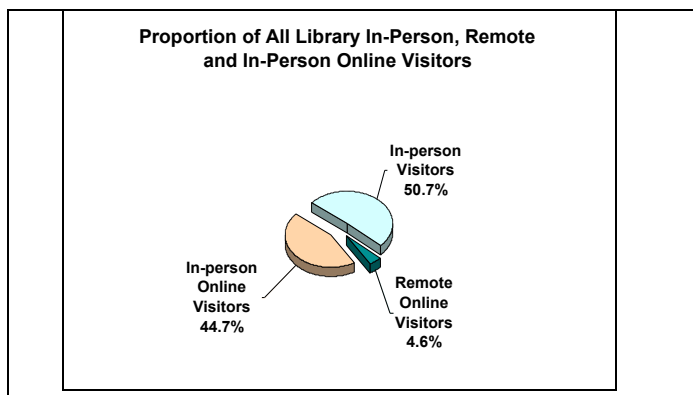 Proportion of All Library In-Person, Remote
and In-Person Online Visitors
In-person
Visitors
50.7%
In-person
Online
Visitors
44.7%
Remote
Online
Visitors
4.6%